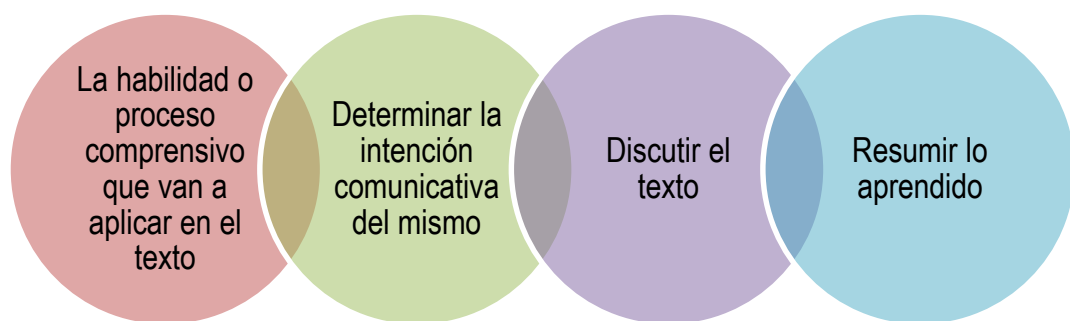 La habilidad o
proceso
comprensivo
que van a
aplicar en el
texto
Determinar la
intención
comunicativa
del mismo
Discutir el
texto
Resumir lo
aprendido